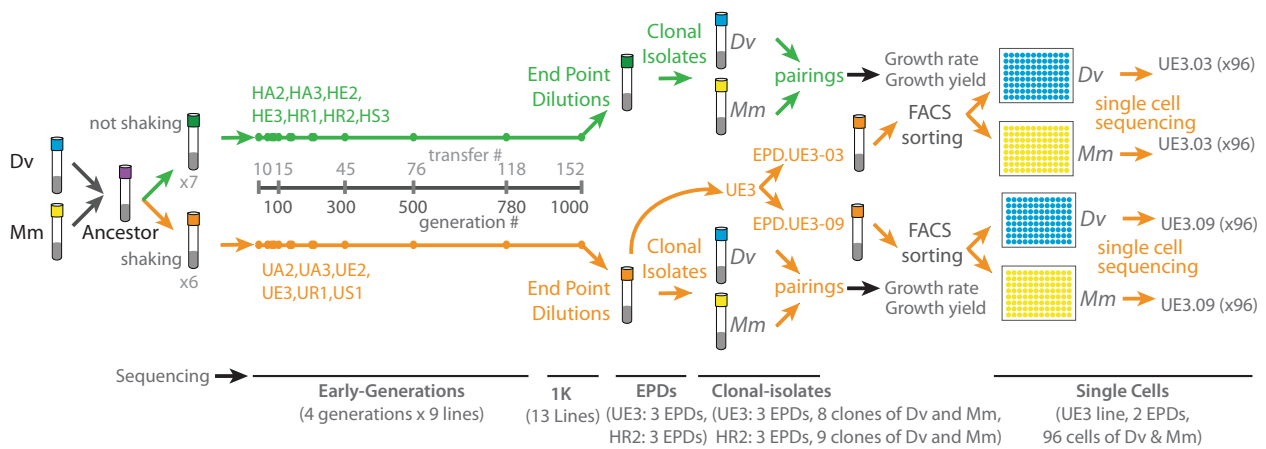 Dv
Mm
Ancestor
not shaking
x7
shaking
x6
HA2,HA3,HE2,
HE3,HR1,HR2,HS3
transfer #
10 15 45 76 118 152
100 300 500 780 1000
generation #
UA2,UA3,UE2,
UE3,UR1,US1
End Point
Dilutions
Clonal
Isolates
Dv
Mm
pairings
Growth rate
Growth yield
End Point
Dilutions
Clonal
Isolates
Dv
Mm
pairings
Growth rate
Growth yield
UE3
EPD.UE3-03
EPD.UE3-09
FACS
sorting
Dv
UE3.03 (x96)
single cell
sequencing
Mm
UE3.03 (x96)
FACS
sorting
Dv
UE3.09 (x96)
single cell
sequencing
Mm
UE3.09 (x96)
Sequencing
Early-Generations
(4 generations x 9 lines)
1K
(13 Lines)
EPDs
(UE3: 3 EPDs,
HR2: 3 EPDs)
Clonal-isolates
(UE3: 3 EPDs, 8 clones of Dv and Mm,
HR2: 3 EPDs, 9 clones of Dv and Mm)
Single Cells
(UE3 line, 2 EPDs,
96 cells of Dv & Mm)